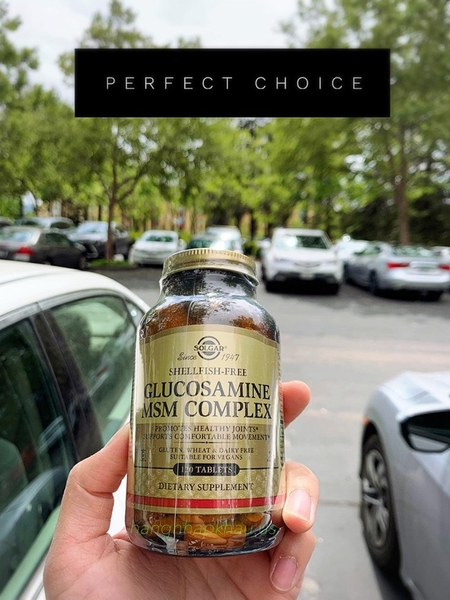 PERFECT CHOICE
SOLGAR
Since 1947
SHELLFISH-FREE
GLUCOSAMINE
MSM COMPLEX
PROMOTES HEALTHY JOINTS*
SUPPORTS COMFORTABLE MOVEMENT*
GLUTEN, WHEAT & DAIRY FREE
SUITABLE FOR VEGANS
120 TABLETS
DIETARY SUPPLEMENT